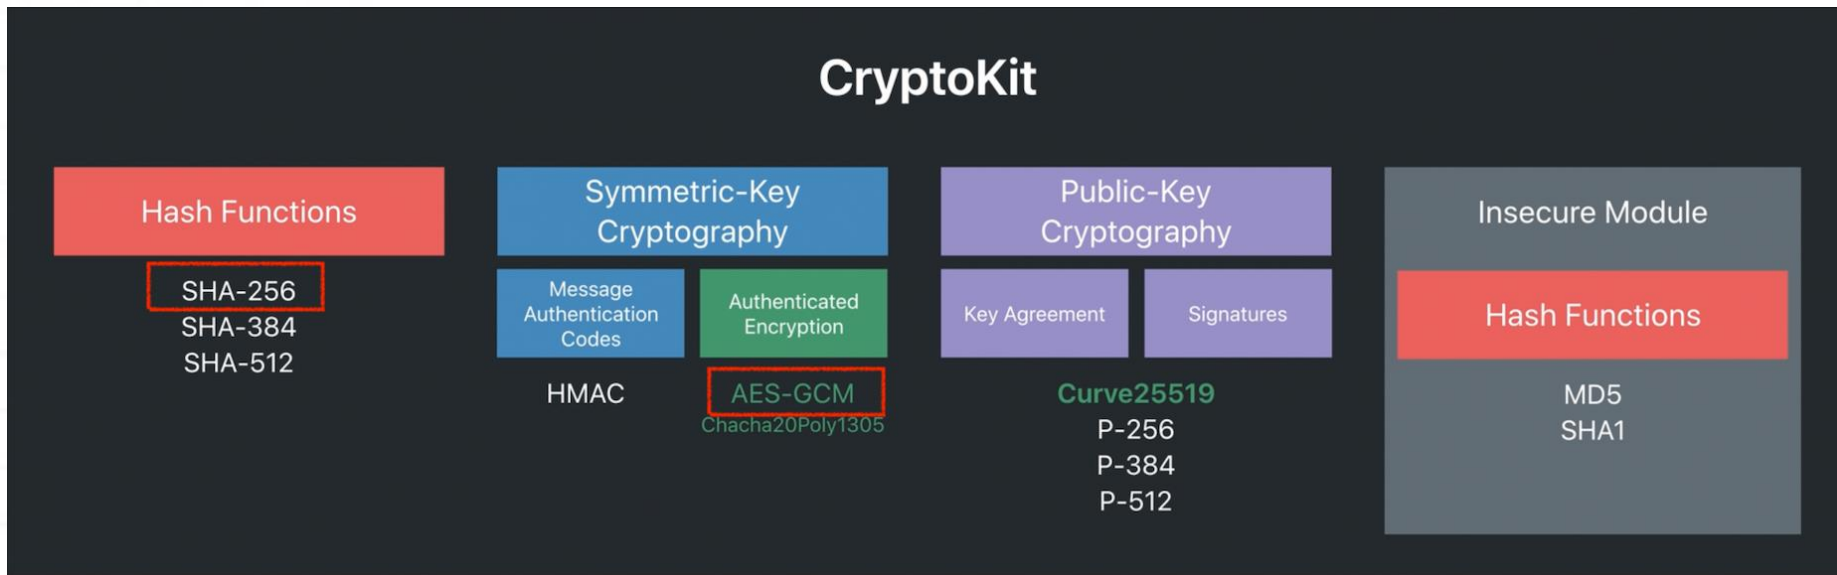 CryptoKit
Hash Functions
SHA-256
SHA-384
SHA-512
Symmetric-Key
Cryptography
Message
Authentication
Codes
HMAC
Authenticated
Encryption
AES-GCM
Chacha20Poly1305
Public-Key
Cryptography
Key Agreement
Signatures
Curve25519
P-256
P-384
P-512
Insecure Module
Hash Functions
MD5
SHA1